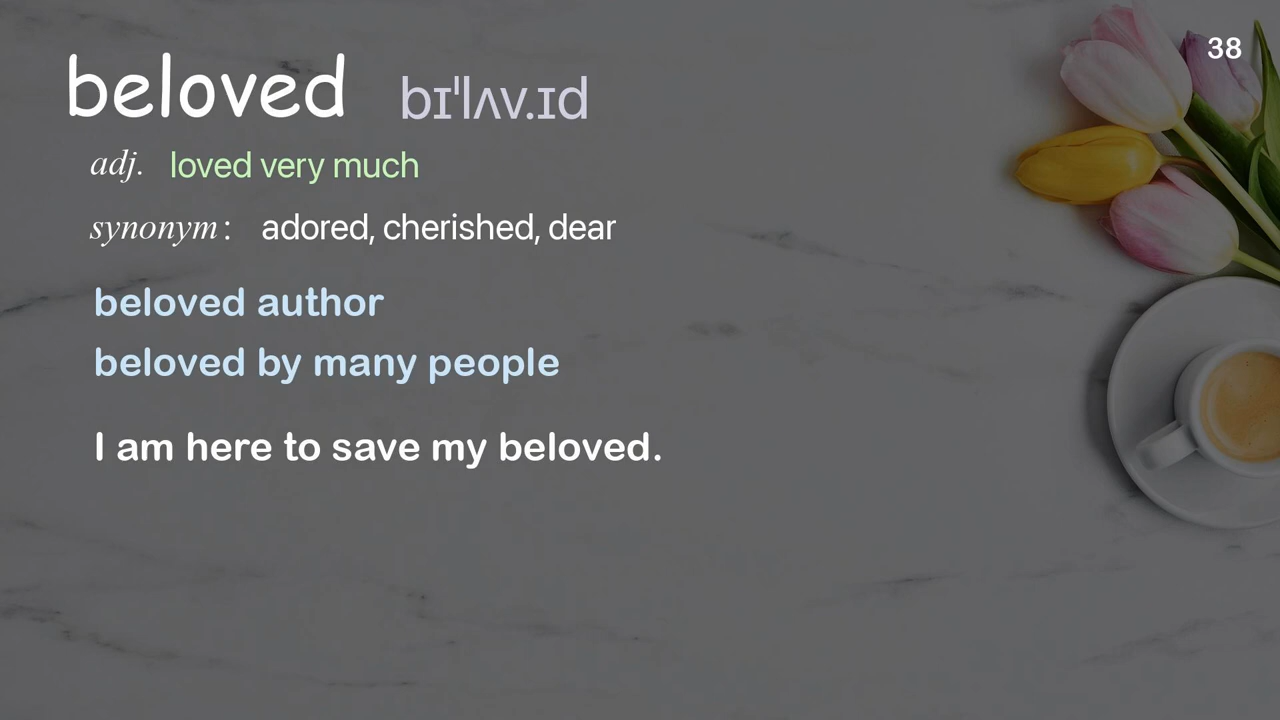 38
beloved bɪˈlʌv.ɪd
adj. loved very much
synonym: adored, cherished, dear
beloved author
beloved by many people
I am here to save my beloved.